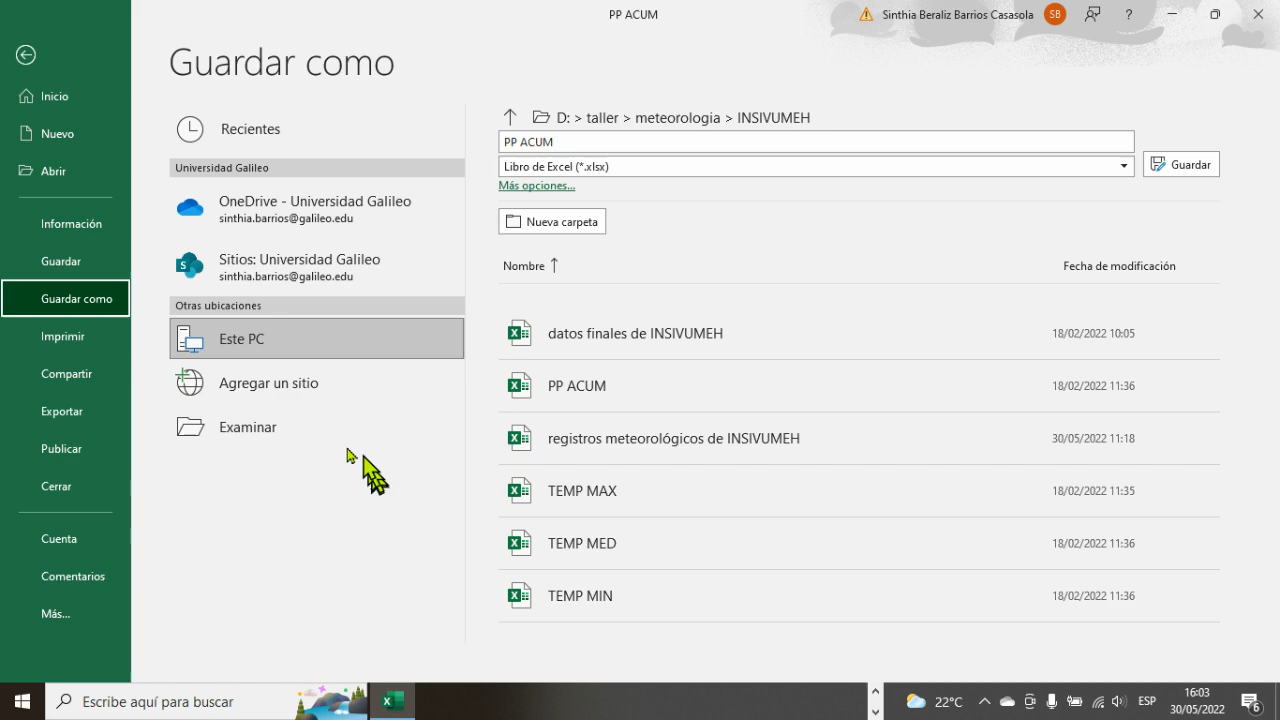 PP ACUM
Sinthia Beraliz Barrios Casasola
SB
?
Inicio
Nuevo
Abrir
Información
Guardar
Guardar como
Imprimir
Compartir
Exportar
Publicar
Cerrar
Cuenta
Comentarios
Más...
Guardar como
Recientes
Universidad Galileo
OneDrive - Universidad Galileo
sinthia.barrios@galileo.edu
S
Sitios: Universidad Galileo
sinthia.barrios@galileo.edu
Otras ubicaciones
Este PC
Agregar un sitio
Examinar
D: > taller > meteorologia > INSIVUMEH
PP ACUM
Libro de Excel (*.xlsx)
Guardar
Más opciones...
Nueva carpeta
Nombre ↑ Fecha de modificación
datos finales de INSIVUMEH 18/02/2022 10:05
PP ACUM 18/02/2022 11:36
registros meteorológicos de INSIVUMEH 30/05/2022 11:18
TEMP MAX 18/02/2022 11:35
TEMP MED 18/02/2022 11:36
TEMP MIN 18/02/2022 11:36
Escribe aquí para buscar
22°C
ESP
16:03
30/05/2022
6